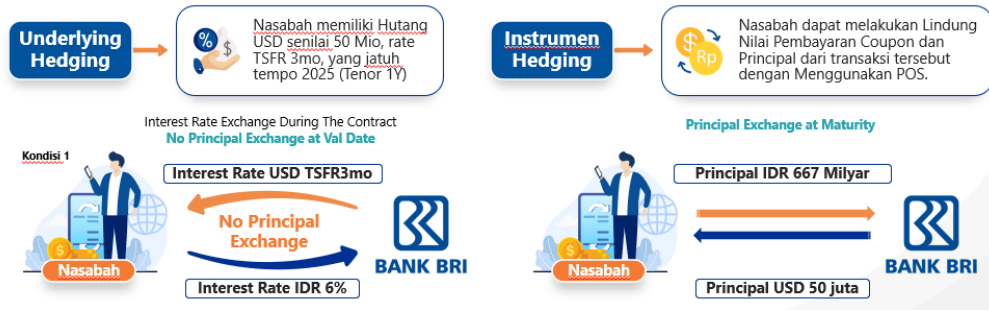 Underlying
Hedging
%
$
Nasabah memiliki Hutang
USD senilai 50 Mio, rate
TSFR 3mo, yang jatuh
tempo 2025 (Tenor 1Y)
Instrumen
Hedging
$
Rp
Nasabah dapat melakukan Lindung
Nilai Pembayaran Coupon dan
Principal dari transaksi tersebut
dengan Menggunakan POS.
Interest Rate Exchange During The Contract
No Principal Exchange at Val Date
Kondisi 1
Interest Rate USD TSFR3mo
No Principal
Exchange
$
Nasabah
BANK BRI
Interest Rate IDR 6%
Principal Exchange at Maturity
Principal IDR 667 Milyar
$
Nasabah
BANK BRI
Principal USD 50 juta